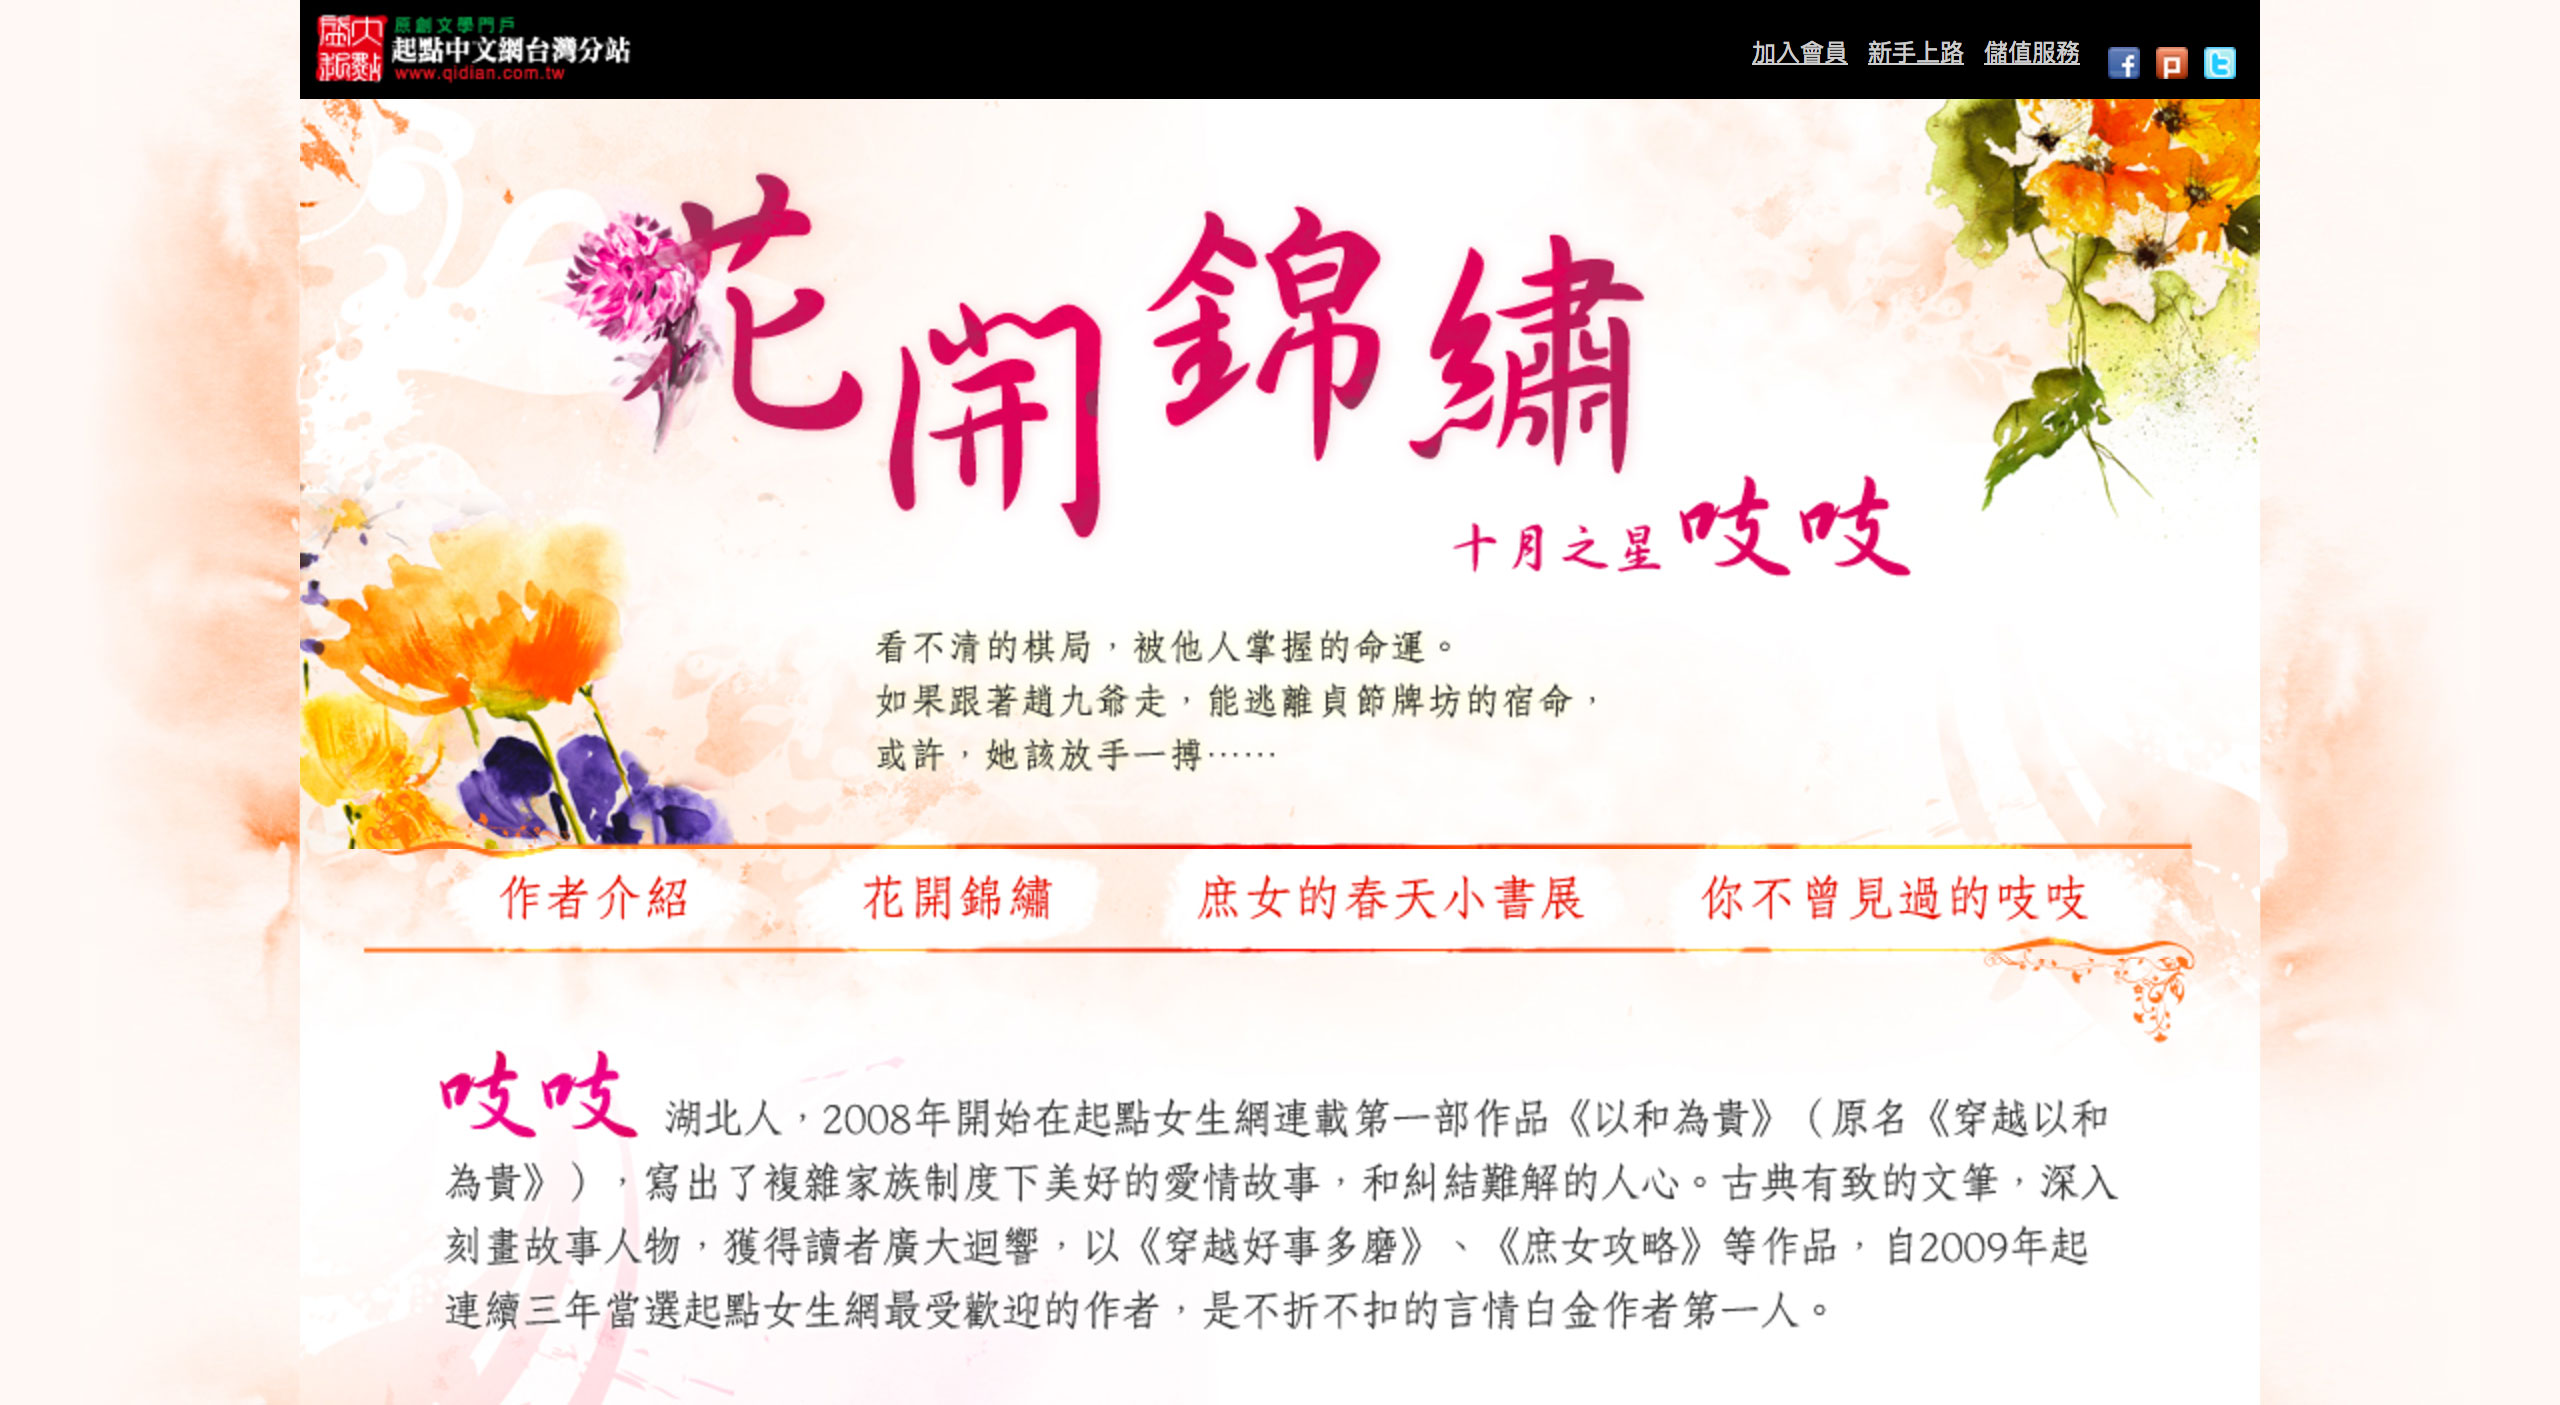 原創文學門戶
起點中文網台灣分站
www.qidian.com.tw
加入會員 新手上路 儲值服務
花開錦繡
十月之星 吱吱
看不清的棋局，被他人掌握的命運。
如果跟著趙九爺走，能逃離貞節牌坊的宿命，
或許，她該放手一搏……
作者介紹 花開錦繡 庶女的春天小書展 你不曾見過的吱吱
吱吱 湖北人，2008年開始在起點女生網連載第一部作品《以和為貴》（原名《穿越以和
為貴》），寫出了複雜家族制度下美好的愛情故事，和糾結難解的人心。古典有致的文筆，深入
刻畫故事人物，獲得讀者廣大迴響，以《穿越好事多磨》、《庶女攻略》等作品，自2009年起
連續三年當選起點女生網最受歡迎的作者，是不折不扣的言情白金作者第一人。